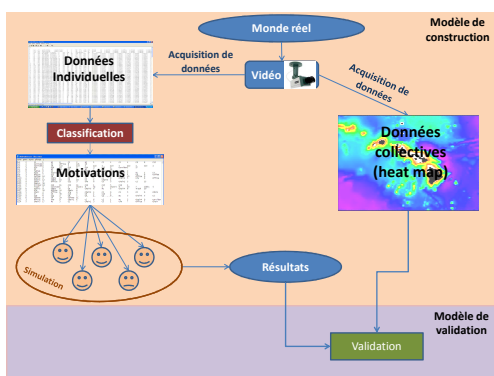 Monde réel
Modèle de
construction
Données
Individuelles
Acquisition de
données
Vidéo
Acquisition de
données
Classification
Données
collectives
(heat map)
Motivations
Simulation
Résultats
Modèle de
validation
Validation